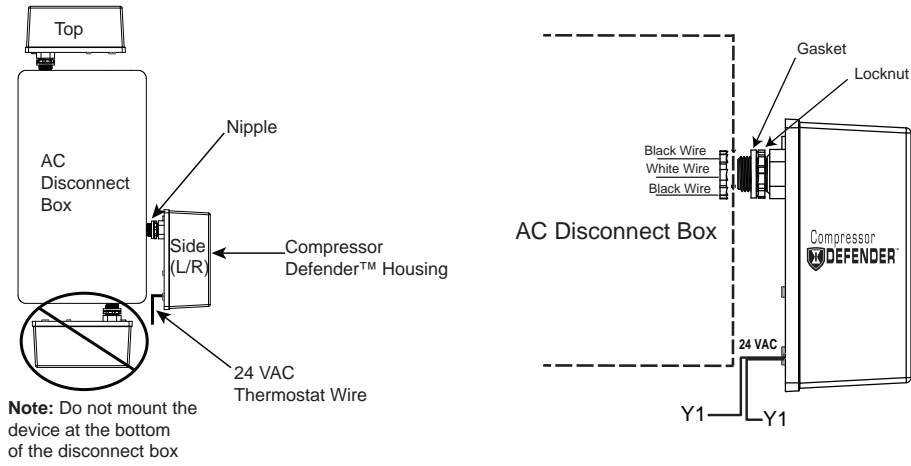 Top
AC
Disconnect
Box
Nipple
Side
(L/R)
Compressor
Defender™ Housing
24 VAC
Thermostat Wire
Note: Do not mount the
device at the bottom
of the disconnect box
Gasket
Locknut
Black Wire
White Wire
Black Wire
AC Disconnect Box
Compressor
DEFENDER™
24 VAC
Y1
Y1